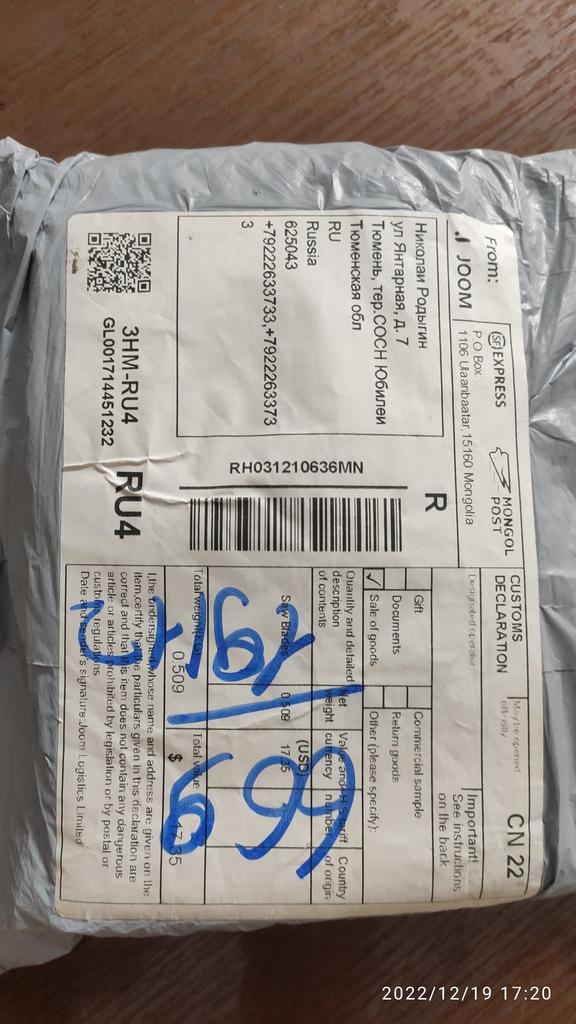 From:
SF EXPRESS
MONGOL
POST
JOOM
P O Box
1106 Ulaanbaatar,15160 Mongolia
Николаи Родыгин
ул Янтарная, д. 7
Тюмень, тер.СОСН Юбилеи
RU
Тюменская обл
Russia
625043
+79222633733,+7922263373
3
R
RH031210636MN
3HM-RU4
GL001714451232
RU4
CUSTOMS
DECLARATION
May be opened
officially
CN 22
Designated operator
Important!
See instructions
on the back
Gift
Commercial sample
Documents
Return goods
✓ Sale of goods
Other (please specify):
Quantity and detailed
description
of contents
Net
weight
Value and
currency
(USD)
number
Country
of origin
Saw Blades
0.509
17.35
Total weight
0.509
Total value
$
17.35
I,the undersigned,whose name and address are given on the
item,certify that the particulars given in this declaration are
correct and that this item does not contain any dangerous
article or articles prohibited by legislation or by postal or
customs regulations
Date and sender's signature Joom Logistics Limited
2022/12/19 17:20